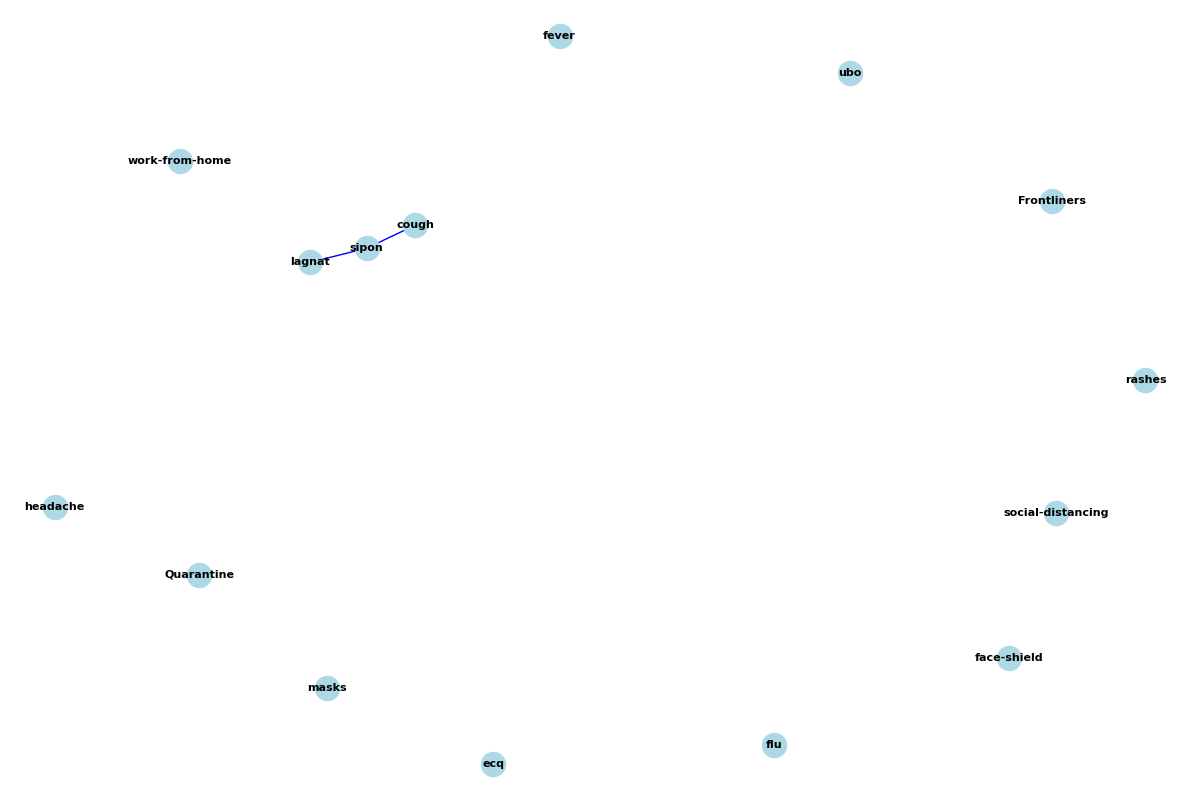 fever
ubo
work-from-home
Frontliners
cough
sipon
lagnat
rashes
headache
social-distancing
Quarantine
face-shield
masks
flu
ecq